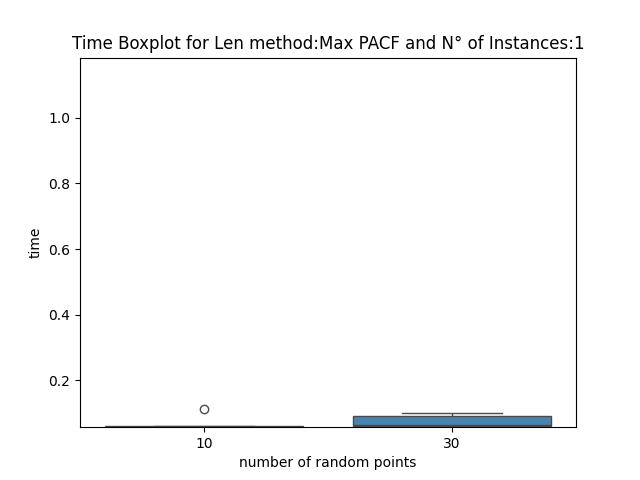 Time Boxplot for Len method:Max PACF and N° of Instances:1
1.0
0.8
0.6
0.4
0.2
time
10 30
number of random points